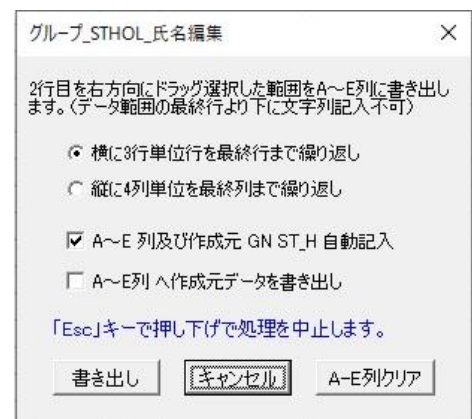 グループ_STHOL_氏名編集
2行目を右方向にドラッグ選択した範囲をA～E列に書き出し
ます。(データ範囲の最終行より下に文字列記入不可)
横に3行単位行を最終行まで繰り返し
縦に4列単位を最終列まで繰り返し
A～E 列及び作成元 GN ST_H 自動記入
A～E列 へ作成元データを書き出し
「Esc」キーで押し下げで処理を中止します。
書き出し キャンセル A-E列クリア